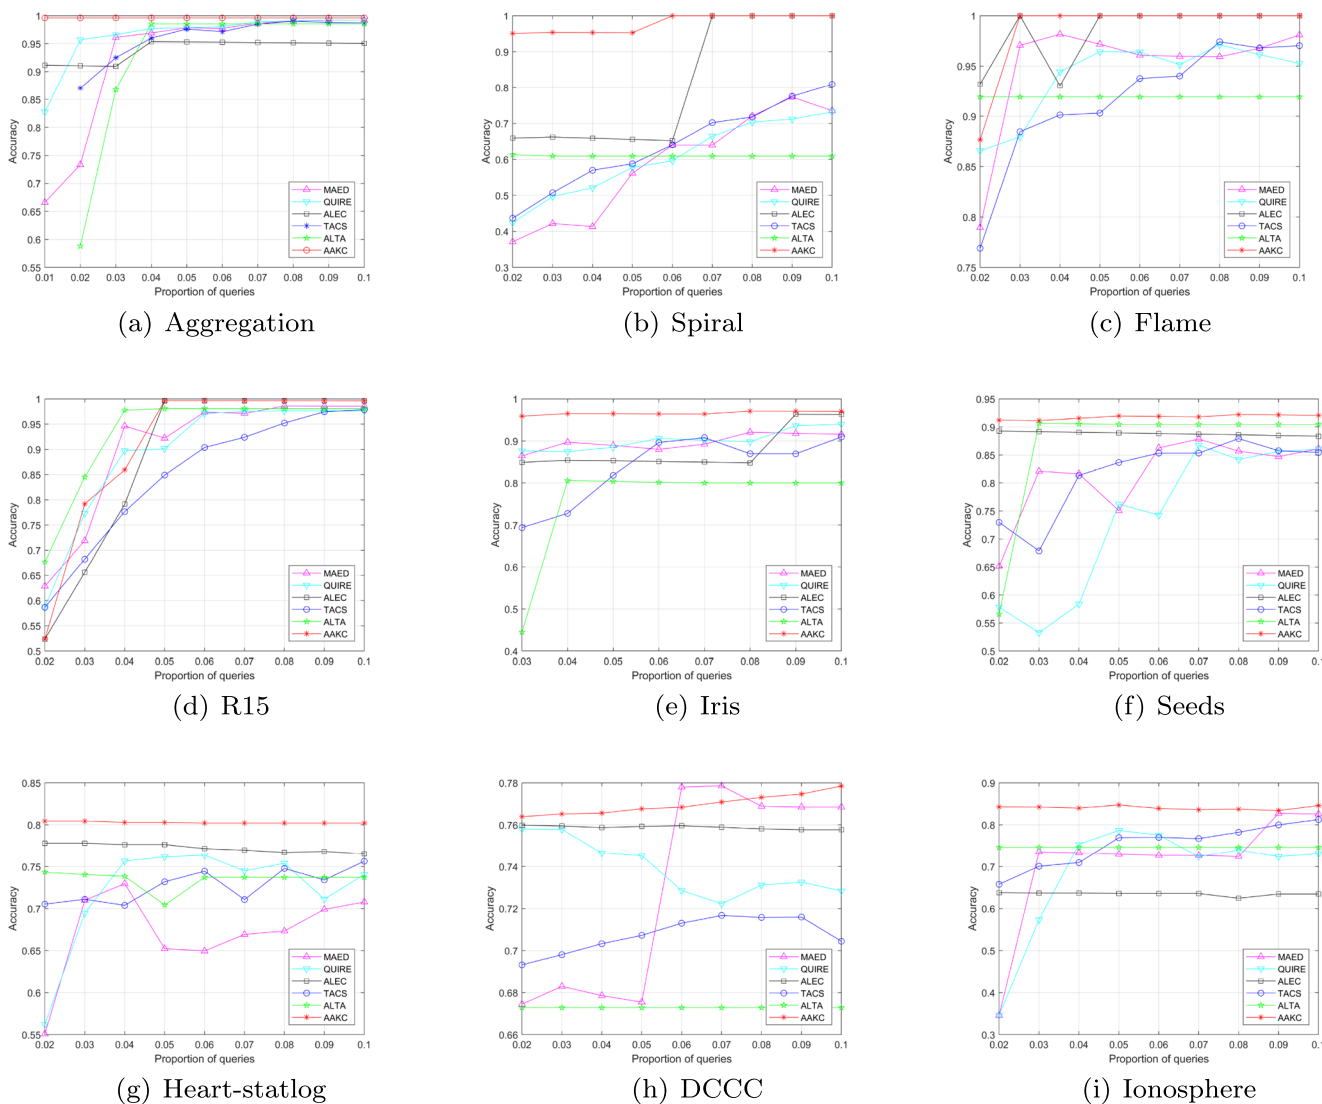 1
0.95
0.9
0.85
0.8
0.75
0.7
0.65
0.6
0.55
Accuracy
MAED
QUIRE
ALEC
TACS
ALTA
AAKC
0.01 0.02 0.03 0.04 0.05 0.06 0.07 0.08 0.09 0.1
Proportion of queries
(a) Aggregation
1
0.9
0.8
0.7
0.6
0.5
0.4
0.3
Accuracy
MAED
QUIRE
ALEC
TACS
ALTA
AAKC
0.02 0.03 0.04 0.05 0.06 0.07 0.08 0.09 0.1
Proportion of queries
(b) Spiral
1
0.95
0.9
0.85
0.8
0.75
Accuracy
MAED
QUIRE
ALEC
TACS
ALTA
AAKC
0.02 0.03 0.04 0.05 0.06 0.07 0.08 0.09 0.1
Proportion of queries
(c) Flame
1
0.95
0.9
0.85
0.8
0.75
0.7
0.65
0.6
0.55
0.5
Accuracy
MAED
QUIRE
ALEC
TACS
ALTA
AAKC
0.02 0.03 0.04 0.05 0.06 0.07 0.08 0.09 0.1
Proportion of queries
(d) R15
1
0.9
0.8
0.7
0.6
0.5
0.4
Accuracy
MAED
QUIRE
ALEC
TACS
ALTA
AAKC
0.03 0.04 0.05 0.06 0.07 0.08 0.09 0.1
Proportion of queries
(e) Iris
0.95
0.9
0.85
0.8
0.75
0.7
0.65
0.6
0.55
0.5
Accuracy
MAED
QUIRE
ALEC
TACS
ALTA
AAKC
0.02 0.03 0.04 0.05 0.06 0.07 0.08 0.09 0.1
Proportion of queries
(f) Seeds
0.85
0.8
0.75
0.7
0.65
0.6
0.55
Accuracy
MAED
QUIRE
ALEC
TACS
ALTA
AAKC
0.02 0.03 0.04 0.05 0.06 0.07 0.08 0.09 0.1
Proportion of queries
(g) Heart-statlog
0.78
0.76
0.74
0.72
0.7
0.68
0.66
Accuracy
MAED
QUIRE
ALEC
TACS
ALTA
AAKC
0.02 0.03 0.04 0.05 0.06 0.07 0.08 0.09 0.1
Proportion of queries
(h) DCCC
0.9
0.8
0.7
0.6
0.5
0.4
0.3
Accuracy
MAED
QUIRE
ALEC
TACS
ALTA
AAKC
0.02 0.03 0.04 0.05 0.06 0.07 0.08 0.09 0.1
Proportion of queries
(i) Ionosphere